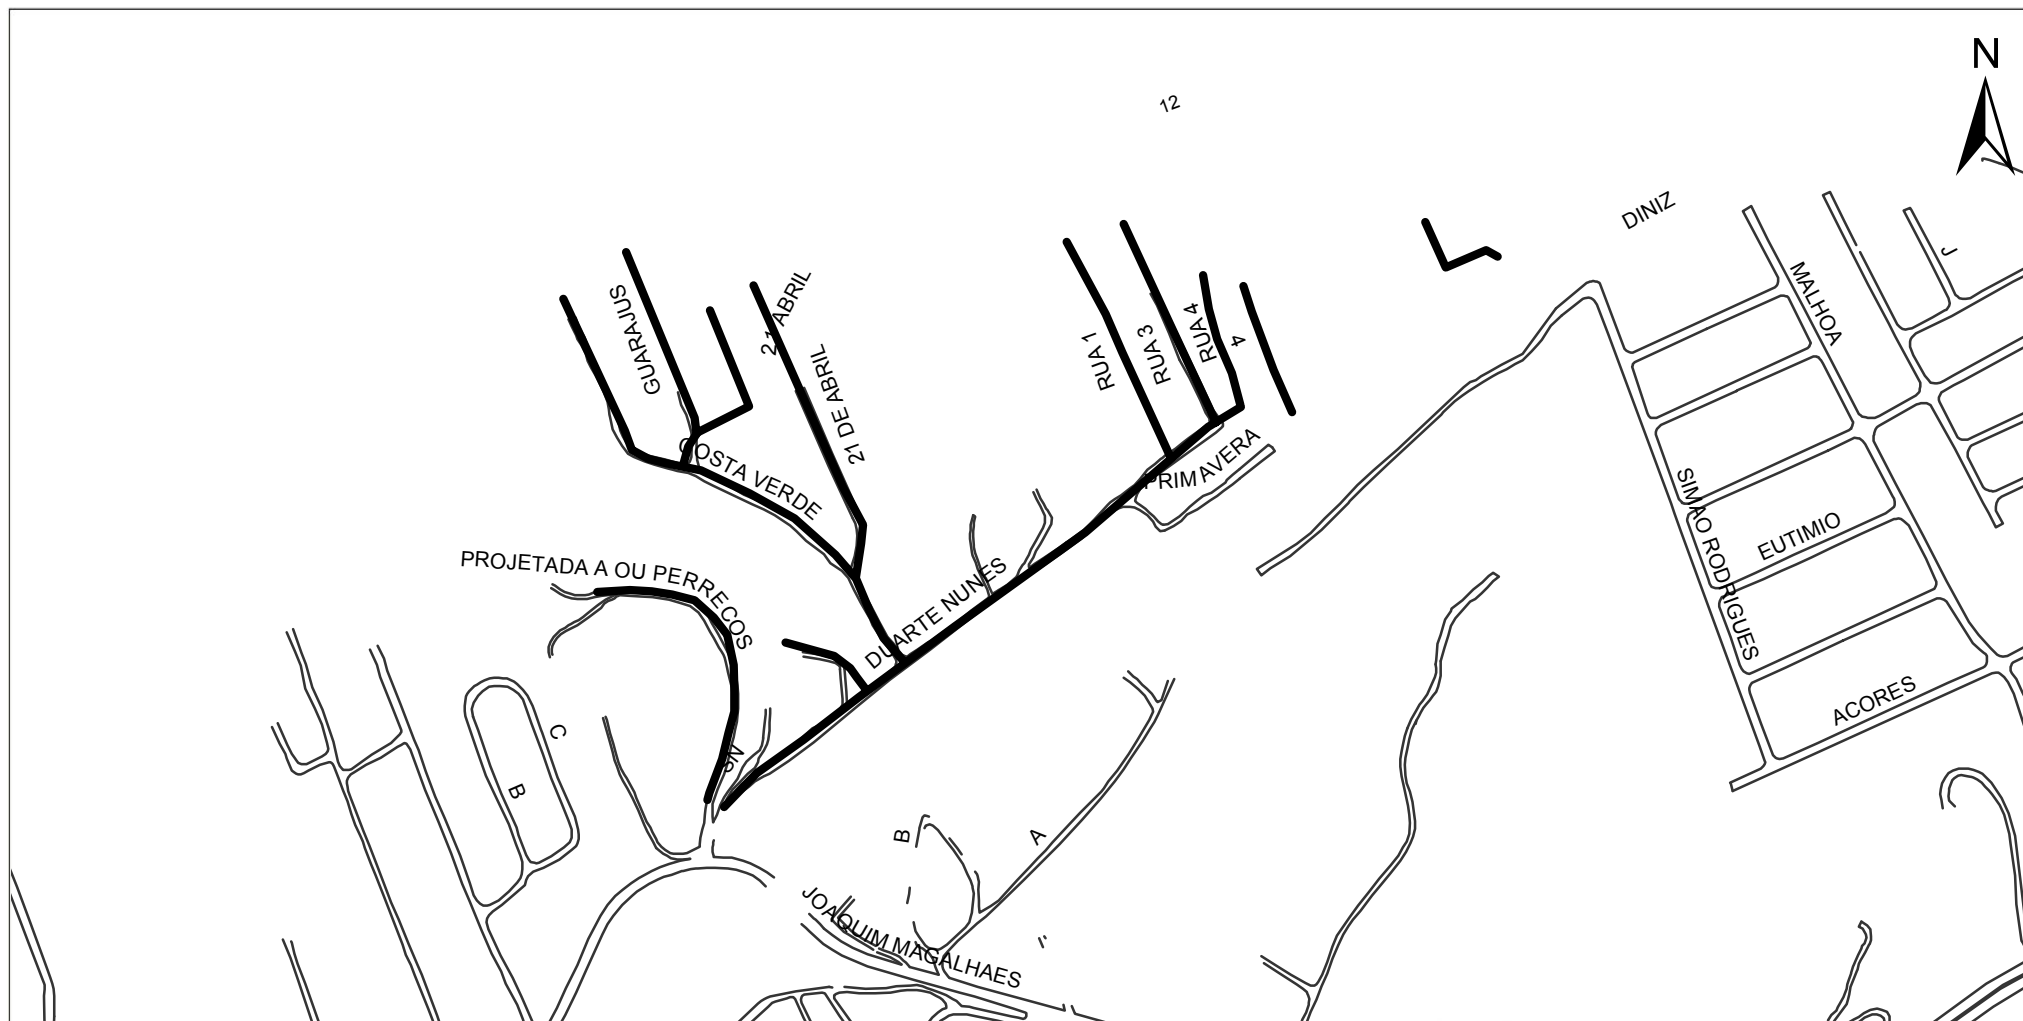 N
12
DINIZ
J
MALHOA
GUARAJUS
21 ABRIL
21 DE ABRIL
RUA 1
RUA 3
RUA 4
4
COSTA VERDE
PRIMAVERA
SIMAO RODRIGUES
EUTIMIO
PROJETADA A OU PERRECOS
DUARTE NUNES
ACORES
C
SN
B
B
A
JOAQUIM MAGALHAES